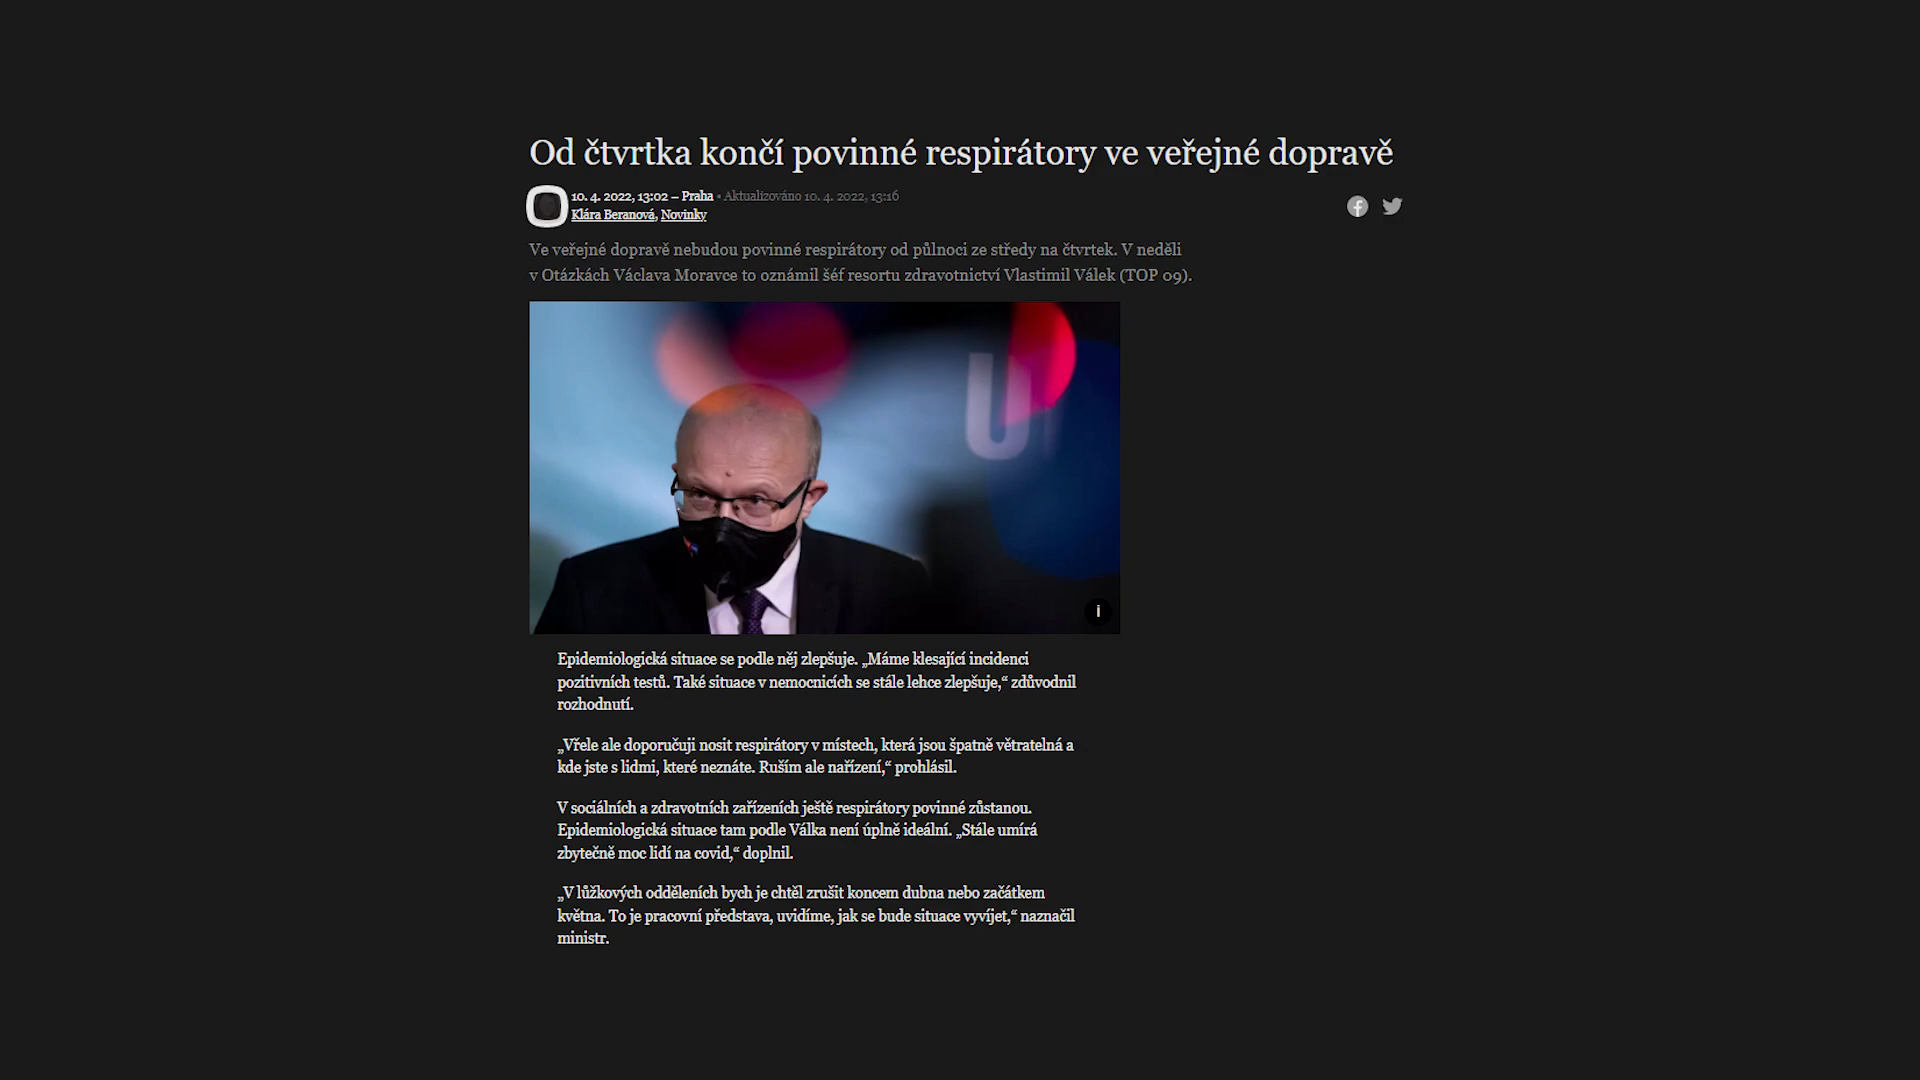 Od čtvrtka končí povinné respirátory ve veřejné dopravě
10. 4. 2022, 13:02 – Praha • Aktualizováno 10. 4. 2022, 13:16
Klára Beranová, Novinky
Ve veřejné dopravě nebudou povinné respirátory od půlnoci ze středy na čtvrtek. V neděli
v Otázkách Václava Moravce to oznámil šéf resortu zdravotnictví Vlastimil Válek (TOP 09).
U
i
Epidemiologická situace se podle něj zlepšuje. „Máme klesající incidenci
pozitivních testů. Také situace v nemocnicích se stále lehce zlepšuje,“ zdůvodnil
rozhodnutí.
„Vřele ale doporučuji nosit respirátory v místech, která jsou špatně větratelná a
kde jste s lidmi, které neznáte. Ruším ale nařízení,“ prohlásil.
V sociálních a zdravotních zařízeních ještě respirátory povinné zůstanou.
Epidemiologická situace tam podle Válka není úplně ideální. „Stále umírá
zbytečně moc lidí na covid,“ doplnil.
„V lůžkových odděleních bych je chtěl zrušit koncem dubna nebo začátkem
května. To je pracovní představa, uvidíme, jak se bude situace vyvíjet,“ naznačil
ministr.